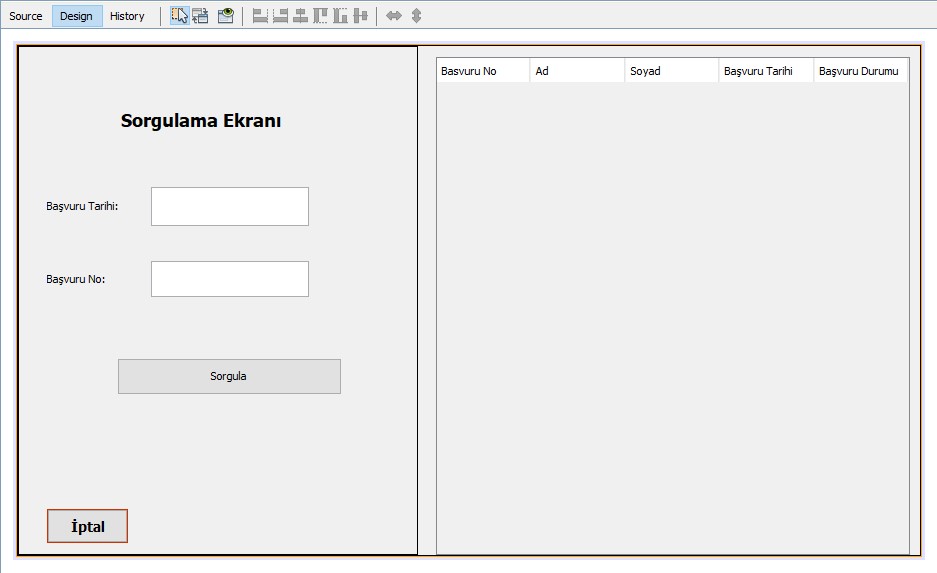 Source Design History
Sorgulama Ekranı
Başvuru Tarihi:
Başvuru No:
Sorgula
İptal
Basvuru No Ad Soyad Başvuru Tarihi Başvuru Durumu